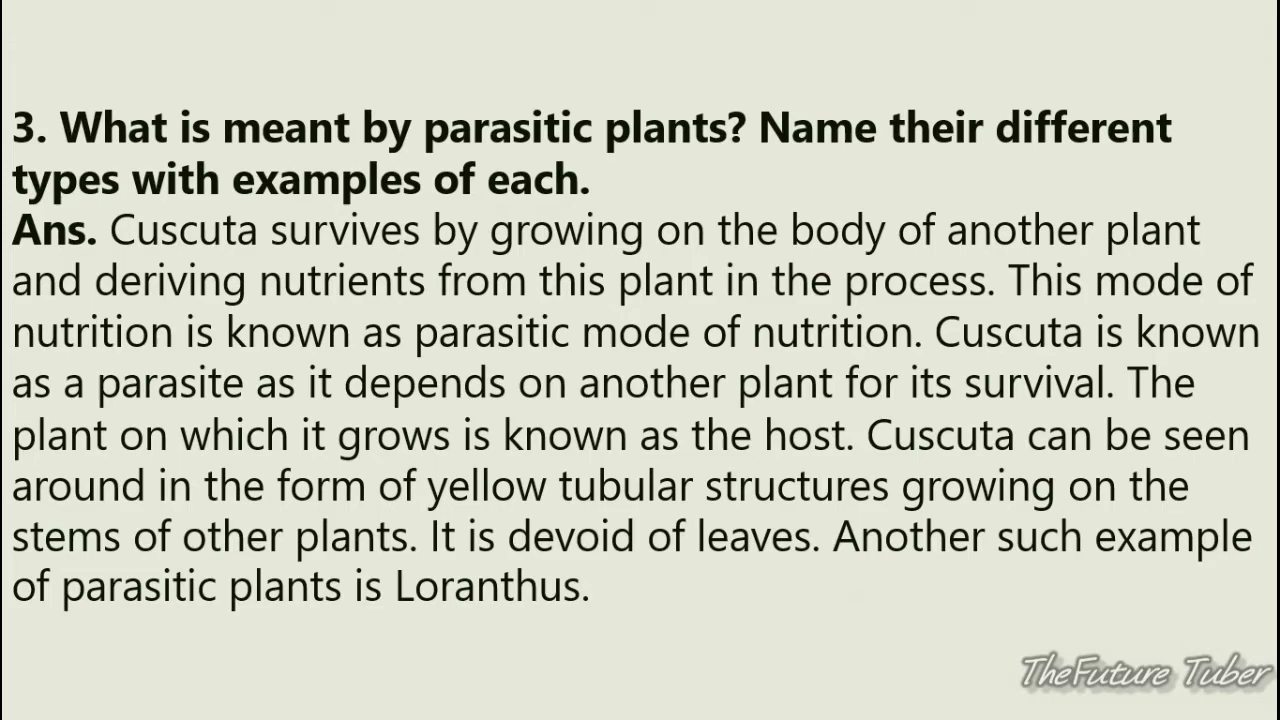 3. What is meant by parasitic plants? Name their different
types with examples of each.
Ans. Cuscuta survives by growing on the body of another plant
and deriving nutrients from this plant in the process. This mode of
nutrition is known as parasitic mode of nutrition. Cuscuta is known
as a parasite as it depends on another plant for its survival. The
plant on which it grows is known as the host. Cuscuta can be seen
around in the form of yellow tubular structures growing on the
stems of other plants. It is devoid of leaves. Another such example
of parasitic plants is Loranthus.
TheFuture Tuber